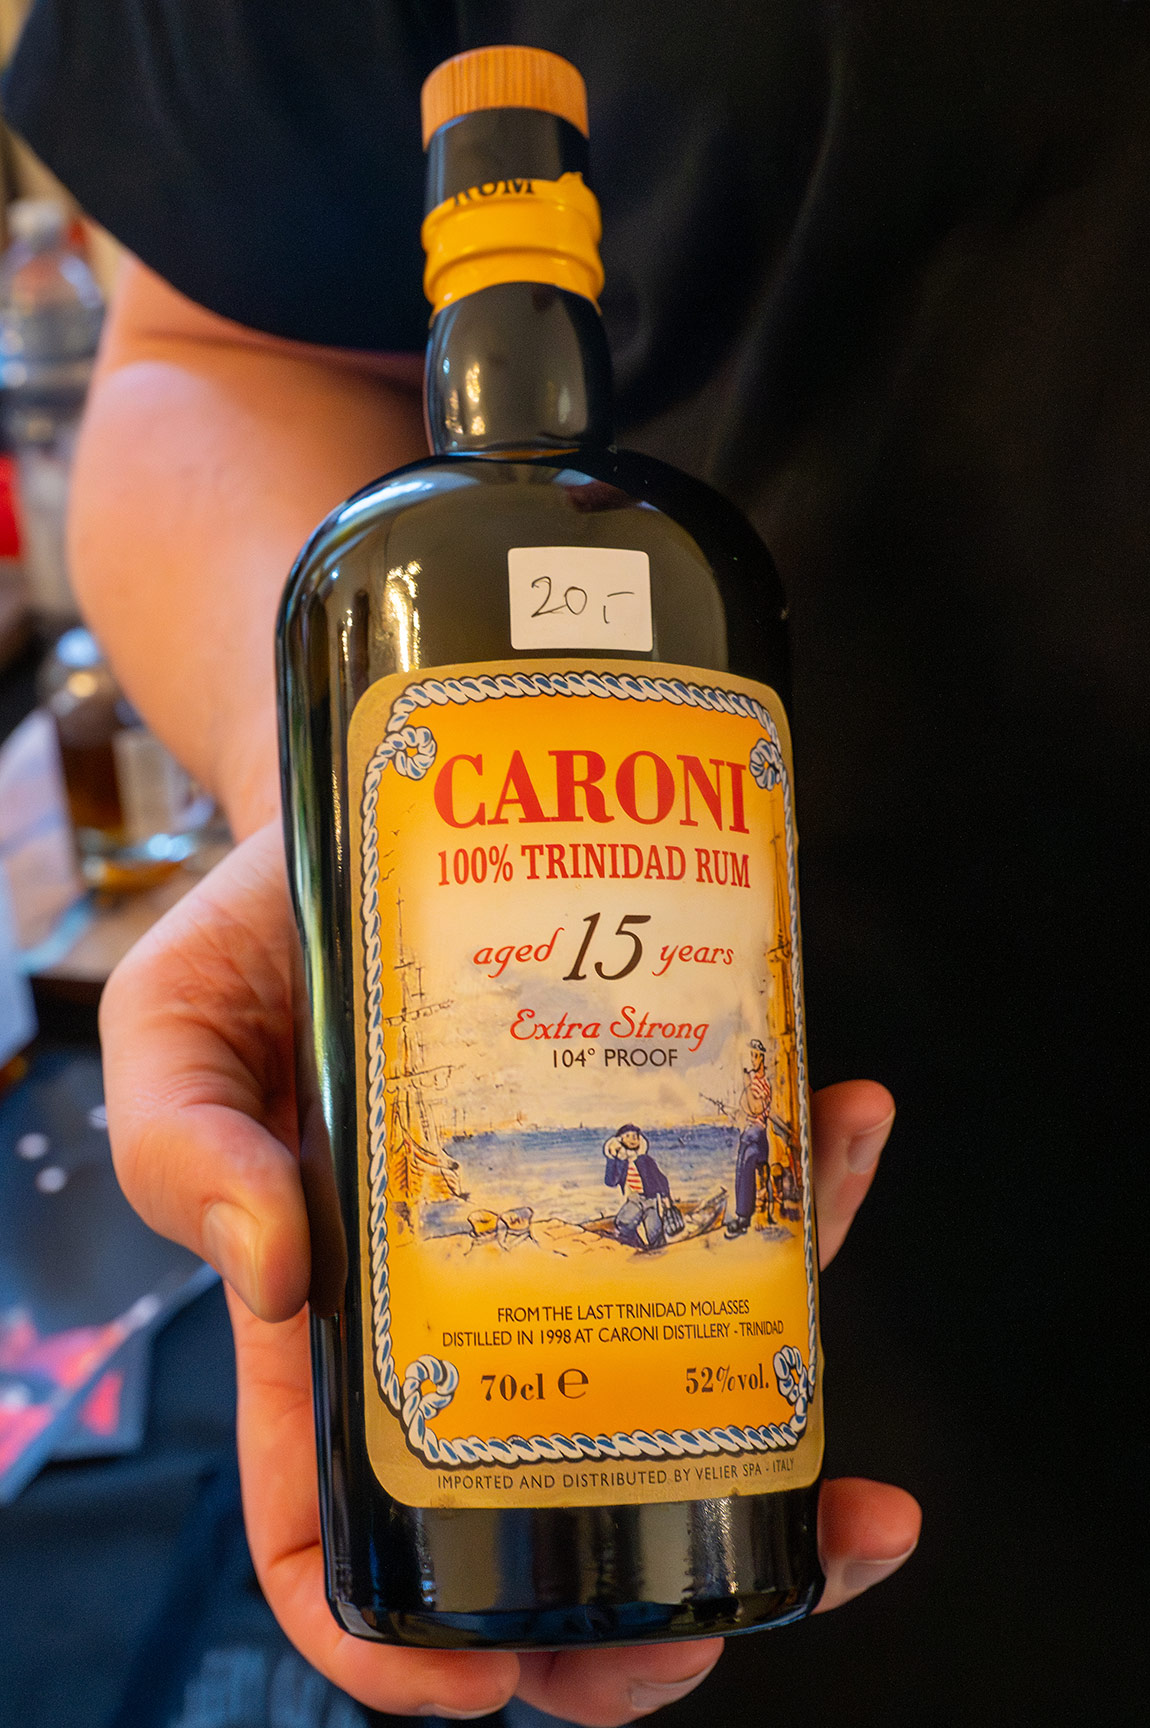 RUM
20,-
CARONI
100% TRINIDAD RUM
aged 15 years
Extra Strong
104° PROOF
FROM THE LAST TRINIDAD MOLASSES
DISTILLED IN 1998 AT CARONI DISTILLERY - TRINIDAD
70cl e 52%vol.
IMPORTED AND DISTRIBUTED BY VELIER SPA - ITALY